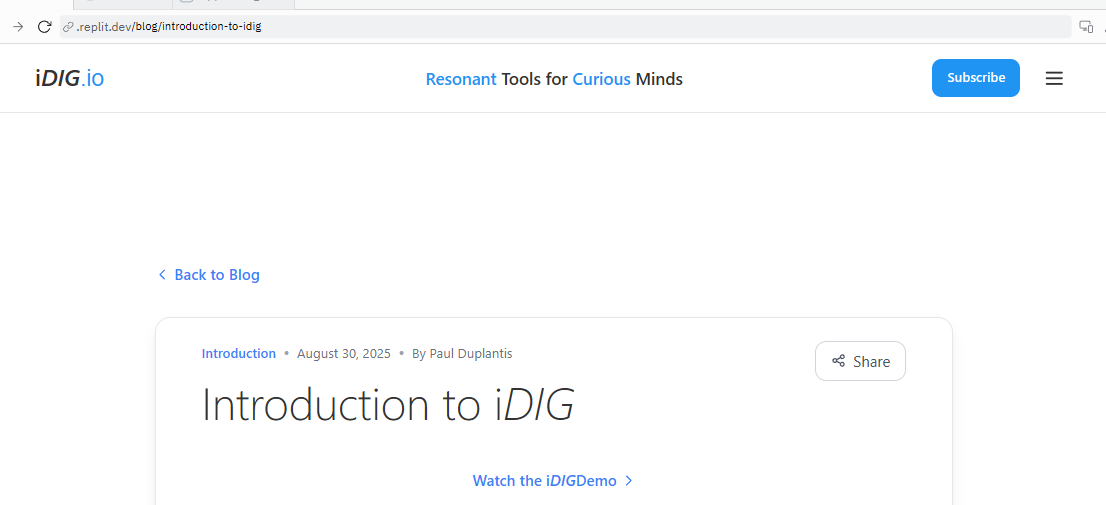 .replit.dev/blog/introduction-to-idig
iDIG.io
Resonant Tools for Curious Minds
Subscribe
Back to Blog
Introduction • August 30, 2025 • By Paul Duplantis
Share
Introduction to iDIG
Watch the iDIGDemo